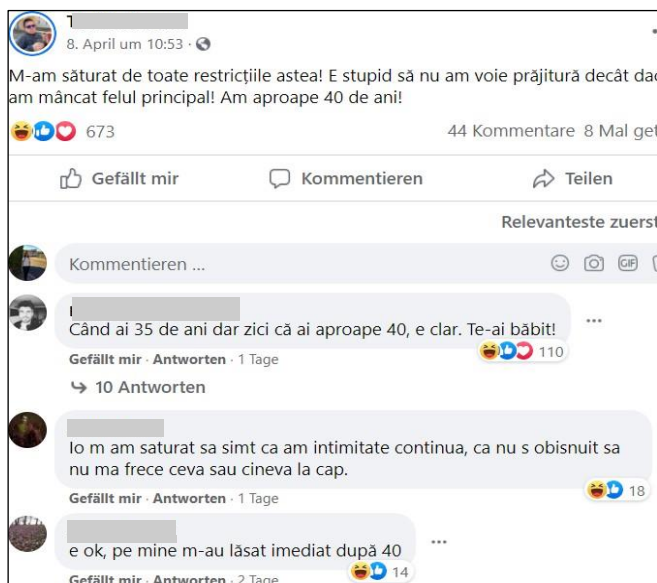 T
8. April um 10:53
M-am săturat de toate restricțiile astea! E stupid să nu am voie prăjitură decât
am mâncat felul principal! Am aproape 40 de ani!
673
44 Kommentare 8 Mal
Gefällt mir
Kommentieren
Teilen
Relevanteste zuerst
Kommentieren ...
GIF
Când ai 35 de ani dar zici că ai aproape 40, e clar. Te-ai băbit!
110
Gefällt mir · Antworten · 1 Tage
10 Antworten
Io m am saturat sa simt ca am intimitate continua, ca nu s obisnuit sa
nu ma frece ceva sau cineva la cap.
18
Gefällt mir · Antworten · 1 Tage
e ok, pe mine m-au lăsat imediat după 40
14
Gefällt mir · Antworten · 2 Tage